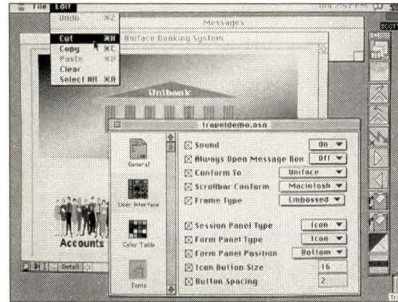 File Edit
Undo ⌘Z
Cut
Copy ⌘C
Paste
Clear
Select All ⌘A
Messages
Uniface Banking System
Unibank
Accounts
Detail
traveldemo.asn
General
User Interface
Color Table
Fonts
Sound On
Always Open Message Box Off
Conform To Uniface
Scrollbar Conform Macintosh
Frame Type Embossed
Session Panel Type Icon
Form Panel Type Icon
Form Panel Position Bottom
Icon Button Size 16
Button Spacing 2